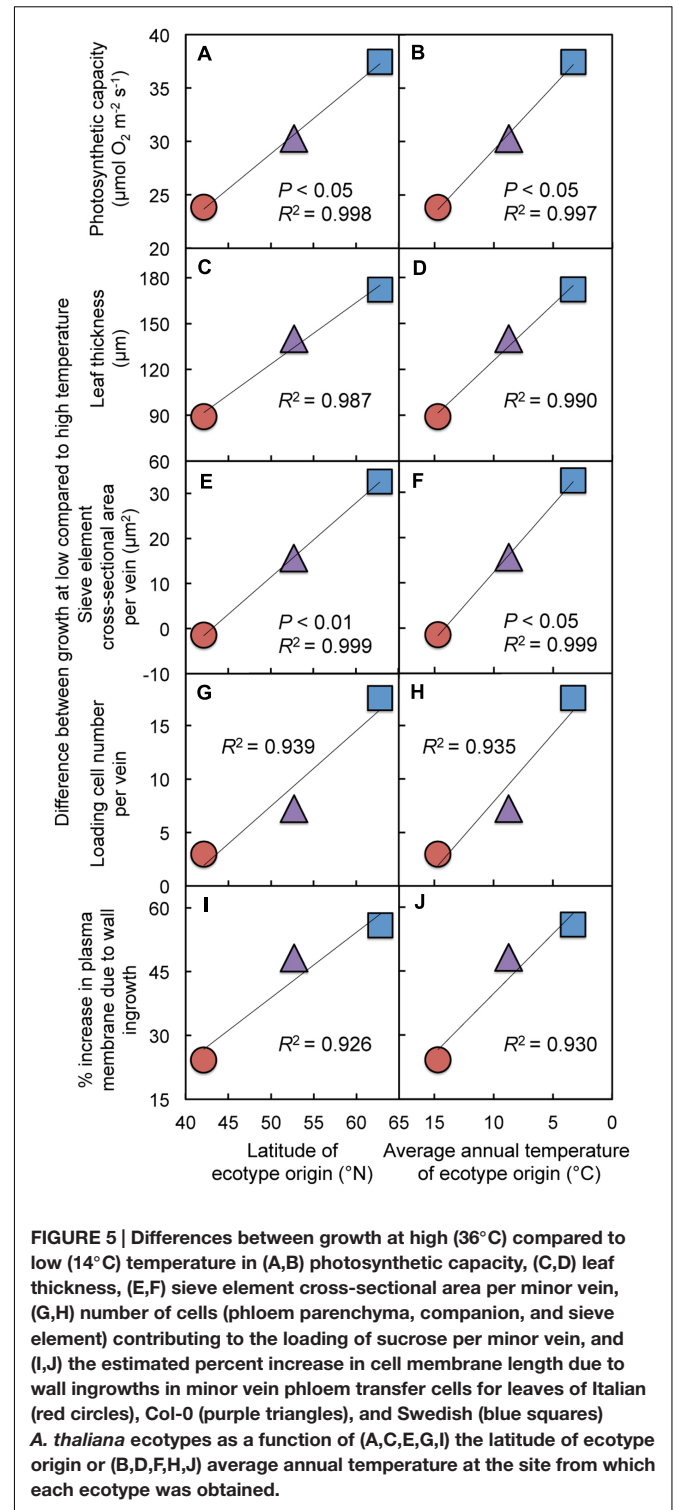 Difference between growth at low compared to high temperature
Photosynthetic capacity
(µmol O2 m-2 s-1)
40
35
30
25
20
A
P < 0.05
R2 = 0.998
B
P < 0.05
R2 = 0.997
Leaf thickness
(µm)
180
150
120
90
60
C
R2 = 0.987
D
R2 = 0.990
Sieve element
cross-sectional area
per vein (µm2)
30
20
10
0
-10
E
P < 0.01
R2 = 0.999
F
P < 0.05
R2 = 0.999
Loading cell number
per vein
15
10
5
0
G
R2 = 0.939
H
R2 = 0.935
% increase in plasma
membrane due to wall
ingrowth
60
45
30
15
I
R2 = 0.926
J
R2 = 0.930
40 45 50 55 60 65 15 10 5 0
Latitude of
ecotype origin (°N)
Average annual temperature
of ecotype origin (°C)
FIGURE 5 | Differences between growth at high (36°C) compared to
low (14°C) temperature in (A,B) photosynthetic capacity, (C,D) leaf
thickness, (E,F) sieve element cross-sectional area per minor vein,
(G,H) number of cells (phloem parenchyma, companion, and sieve
element) contributing to the loading of sucrose per minor vein, and
(I,J) the estimated percent increase in cell membrane length due to
wall ingrowths in minor vein phloem transfer cells for leaves of Italian
(red circles), Col-0 (purple triangles), and Swedish (blue squares)
A. thaliana ecotypes as a function of (A,C,E,G,I) the latitude of ecotype
origin or (B,D,F,H,J) average annual temperature at the site from which
each ecotype was obtained.